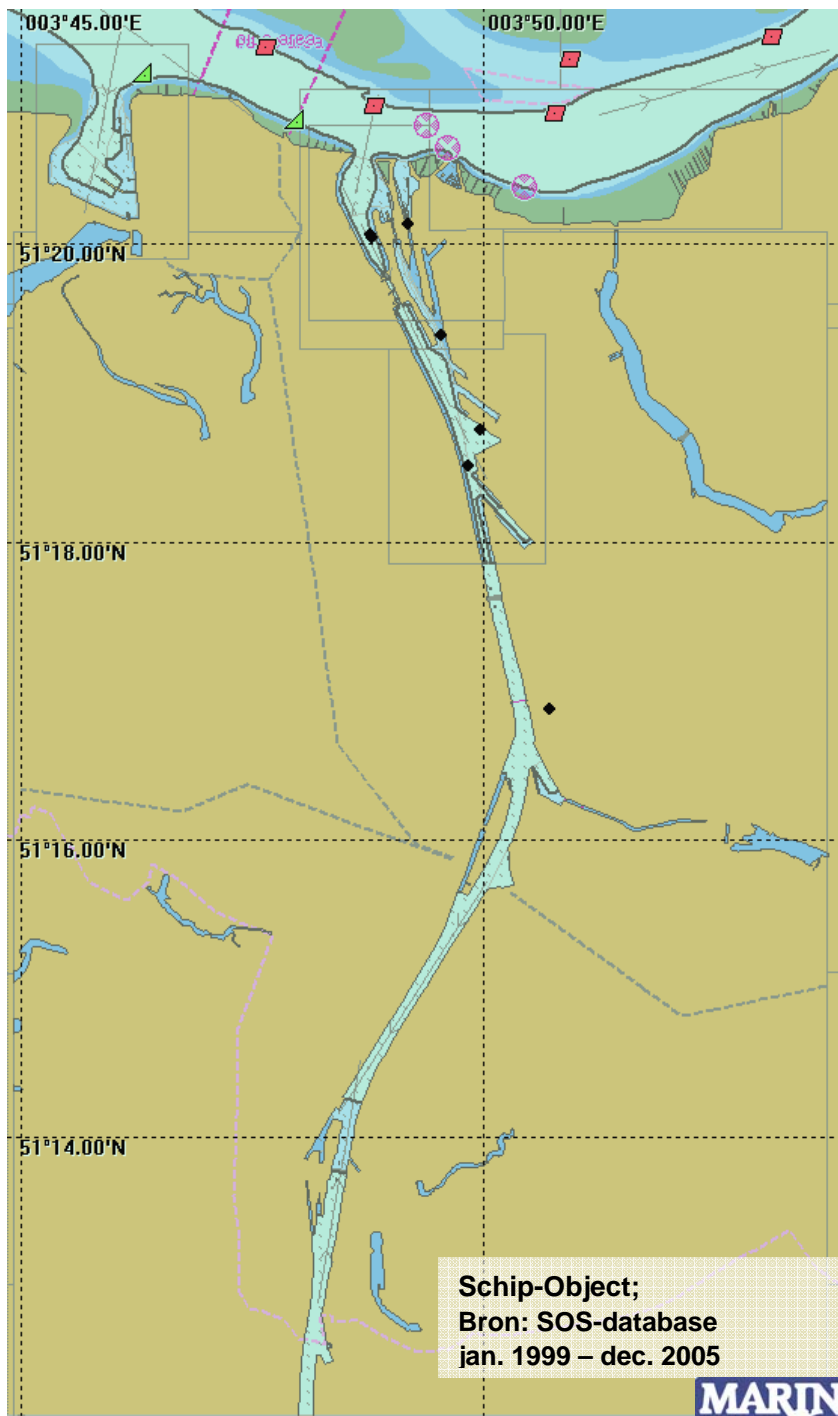 003°45.00'E
003°50.00'E
51°20.00'N
51°18.00'N
51°16.00'N
51°14.00'N
Schip-Object;
Bron: SOS-database
jan. 1999 – dec. 2005
MARIN